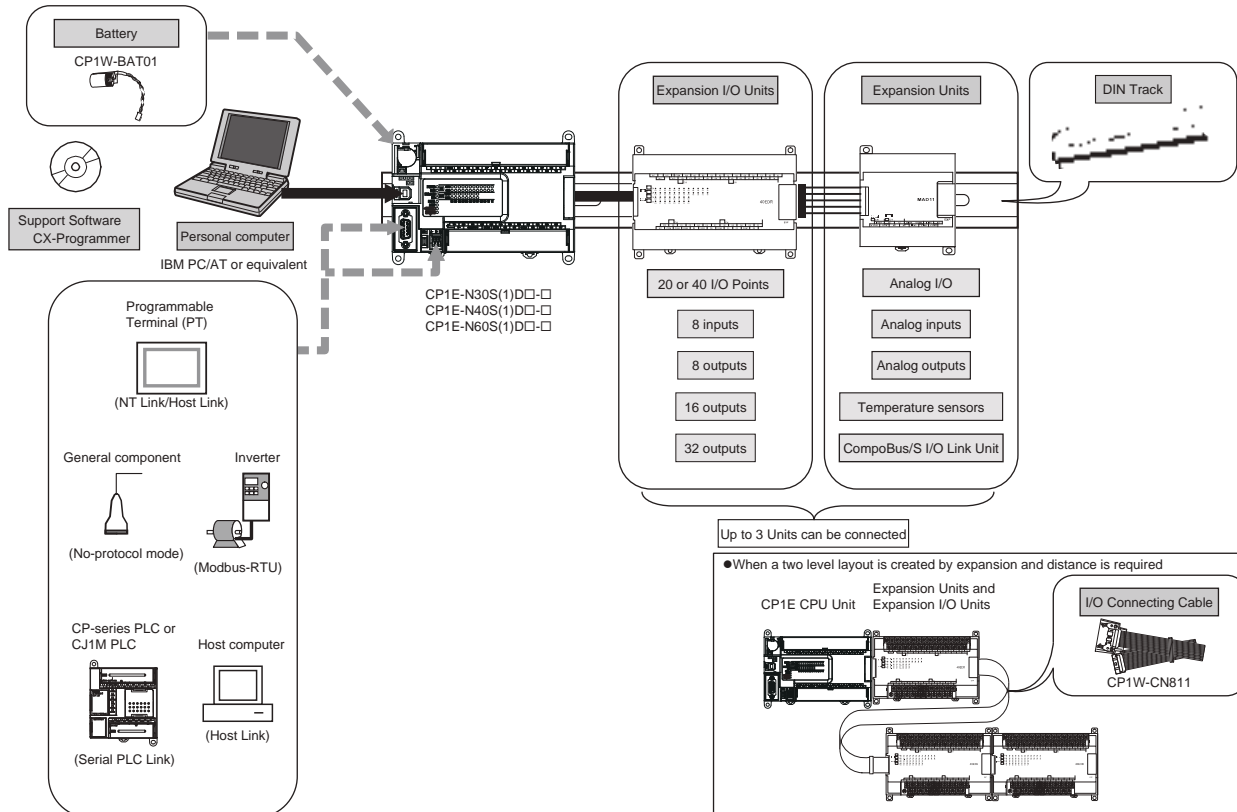 Battery
CP1W-BAT01
Support Software
CX-Programmer
Personal computer
IBM PC/AT or equivalent
CP1E-N30S(1)D□-□
CP1E-N40S(1)D□-□
CP1E-N60S(1)D□-□
Expansion I/O Units
40EDR
20 or 40 I/O Points
8 inputs
8 outputs
16 outputs
32 outputs
Expansion Units
MAD11
Analog I/O
Analog inputs
Analog outputs
Temperature sensors
CompoBus/S I/O Link Unit
DIN Track
Up to 3 Units can be connected
Programmable
Terminal (PT)
(NT Link/Host Link)
General component
(No-protocol mode)
Inverter
(Modbus-RTU)
CP-series PLC or
CJ1M PLC
(Serial PLC Link)
Host computer
(Host Link)
●When a two level layout is created by expansion and distance is required
CP1E CPU Unit
Expansion Units and
Expansion I/O Units
I/O Connecting Cable
CP1W-CN811